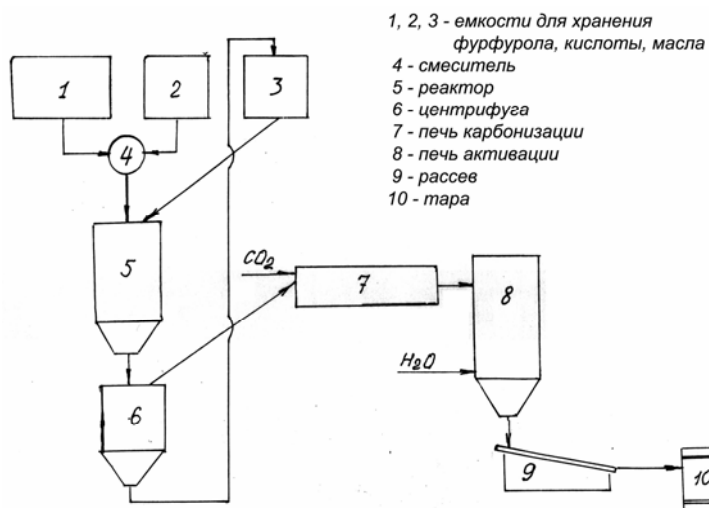 1, 2, 3 - емкости для хранения
фурфурола, кислоты, масла
4 - смеситель
5 - реактор
6 - центрифуга
7 - печь карбонизации
8 - печь активации
9 - рассев
10 - тара
1
2
3
4
5
CO₂
7
8
H₂O
6
9
10